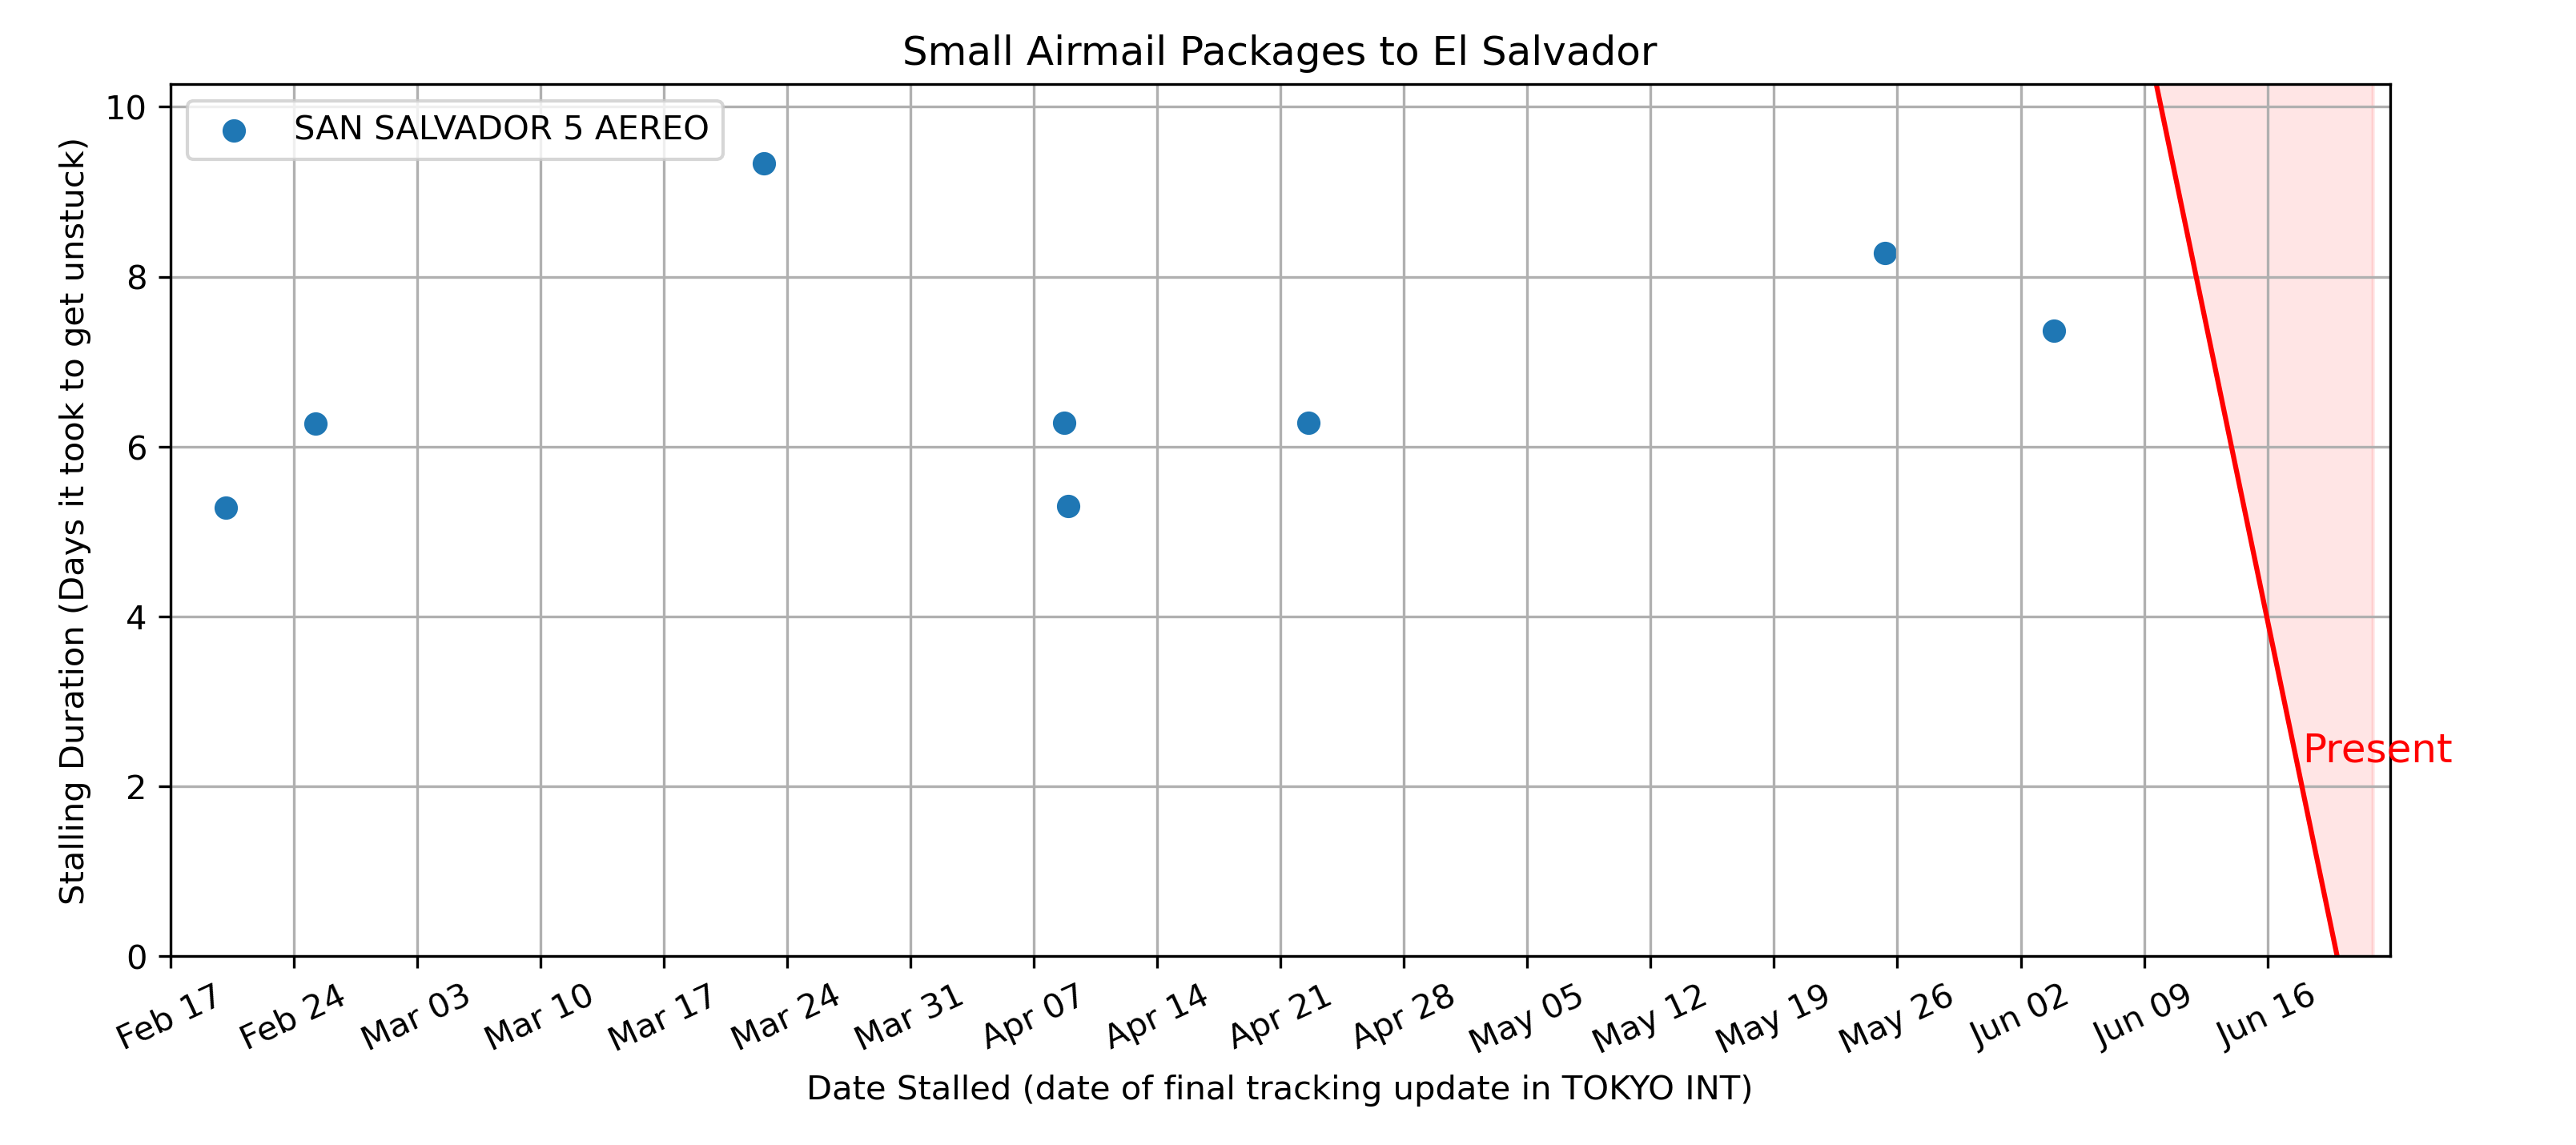 Small Airmail Packages to El Salvador
SAN SALVADOR 5 AEREO
Stalling Duration (Days it took to get unstuck)
10
8
6
4
2
0
Present
Feb 17
Feb 24
Mar 03
Mar 10
Mar 17
Mar 24
Mar 31
Apr 07
Apr 14
Apr 21
Apr 28
May 05
May 12
May 19
May 26
Jun 02
Jun 09
Jun 16
Date Stalled (date of final tracking update in TOKYO INT)